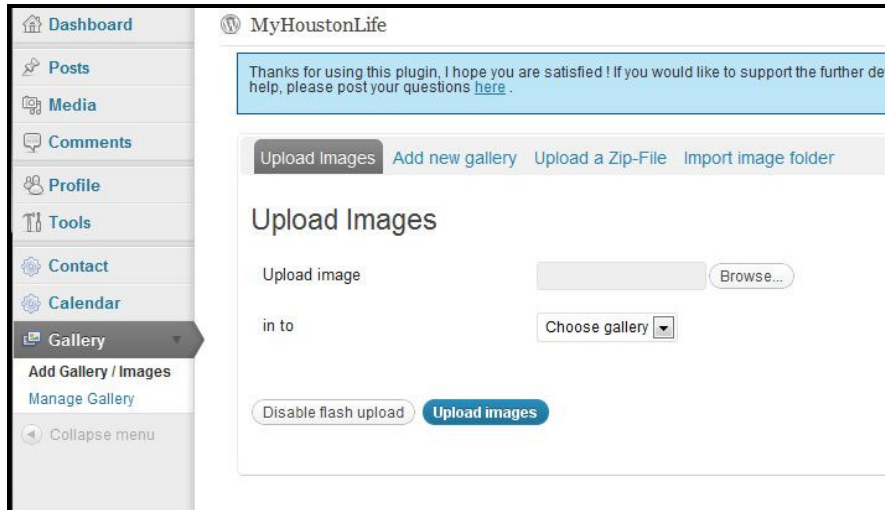 Dashboard
Posts
Media
Comments
Profile
Tools
Contact
Calendar
Gallery
Add Gallery / Images
Manage Gallery
Collapse menu
MyHoustonLife
Thanks for using this plugin, I hope you are satisfied ! If you would like to support the further de
help, please post your questions here .
Upload Images Add new gallery Upload a Zip-File Import image folder
Upload Images
Upload image Browse...
in to Choose gallery
Disable flash upload Upload images